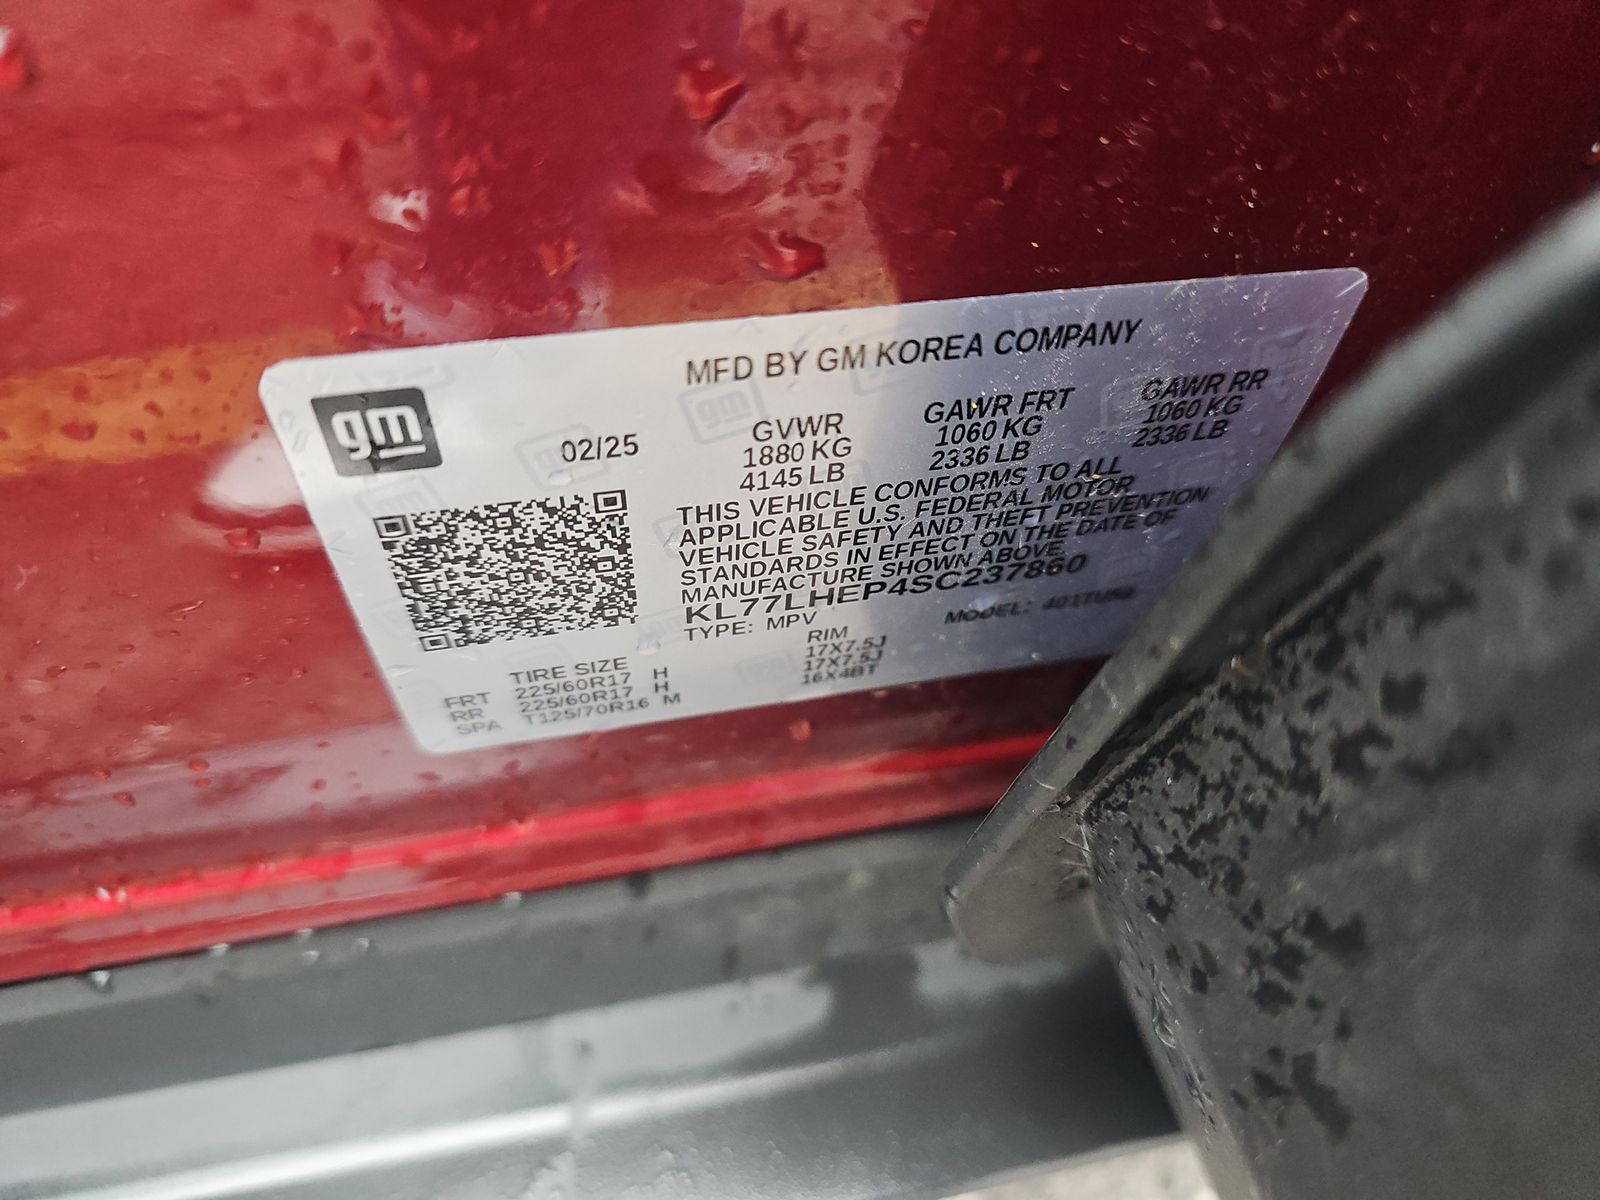 MFD BY GM KOREA COMPANY
gm
02/25
GVWR
1880 KG
4145 LB
GAWR FRT
1060 KG
2336 LB
GAWR RR
1060 KG
2336 LB
THIS VEHICLE CONFORMS TO ALL
APPLICABLE U.S. FEDERAL MOTOR
VEHICLE SAFETY AND THEFT PREVENTION
STANDARDS IN EFFECT ON THE DATE OF
MANUFACTURE SHOWN ABOVE.
KL77LHEP4SC237860
TYPE: MPV
MODEL:
TIRE SIZE
RIM
FRT 225/60R17 H 17X7.5J
RR 225/60R17 H 17X7.5J
SPA T125/70R16 M 16X4BT